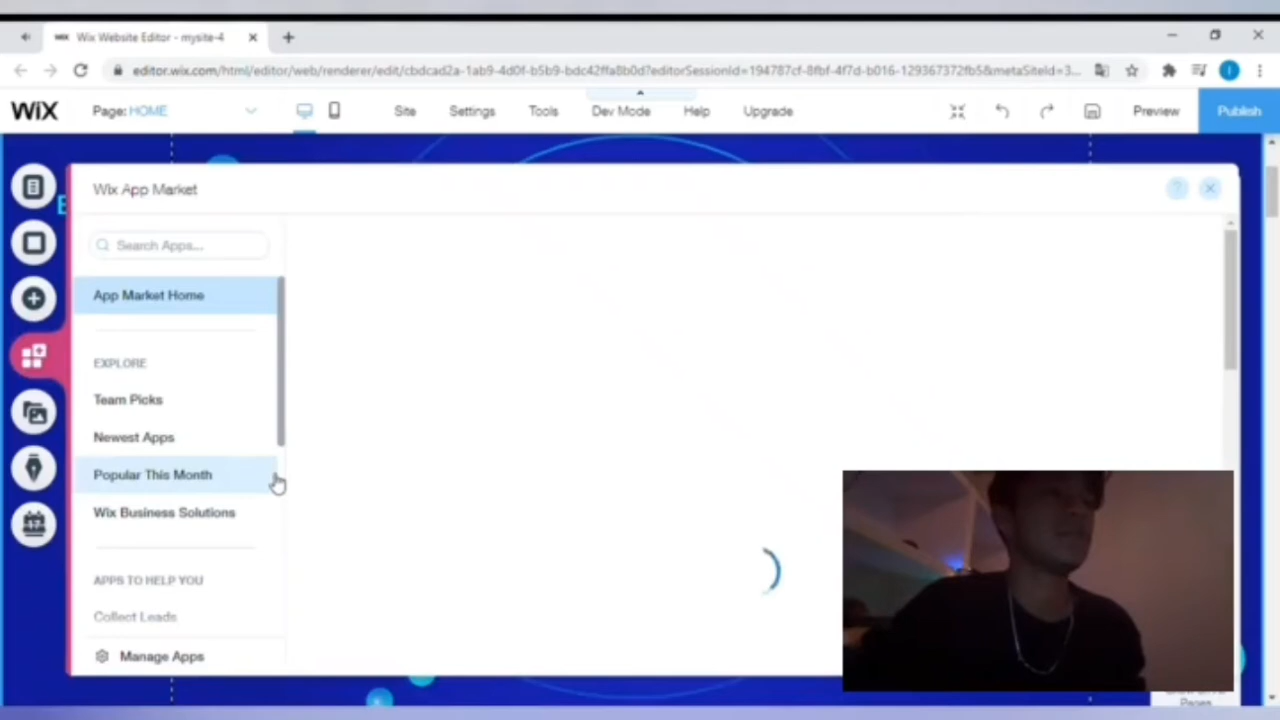 WIX Wix Website Editor - mysite-4
editor.wix.com/html/editor/web/renderer/edit/cbdcad2a-1ab9-4d0f-b5b9-bdc42ffa8b0d?editorSessionId=194787cf-8fbf-4f7d-b016-129367372fb5&metaSiteId=3...
WiX Page: HOME Site Settings Tools Dev Mode Help Upgrade Preview Publish
Wix App Market ?
Search Apps...
App Market Home
EXPLORE
Team Picks
Newest Apps
Popular This Month
Wix Business Solutions
APPS TO HELP YOU
Collect Leads
Manage Apps
17
Pages